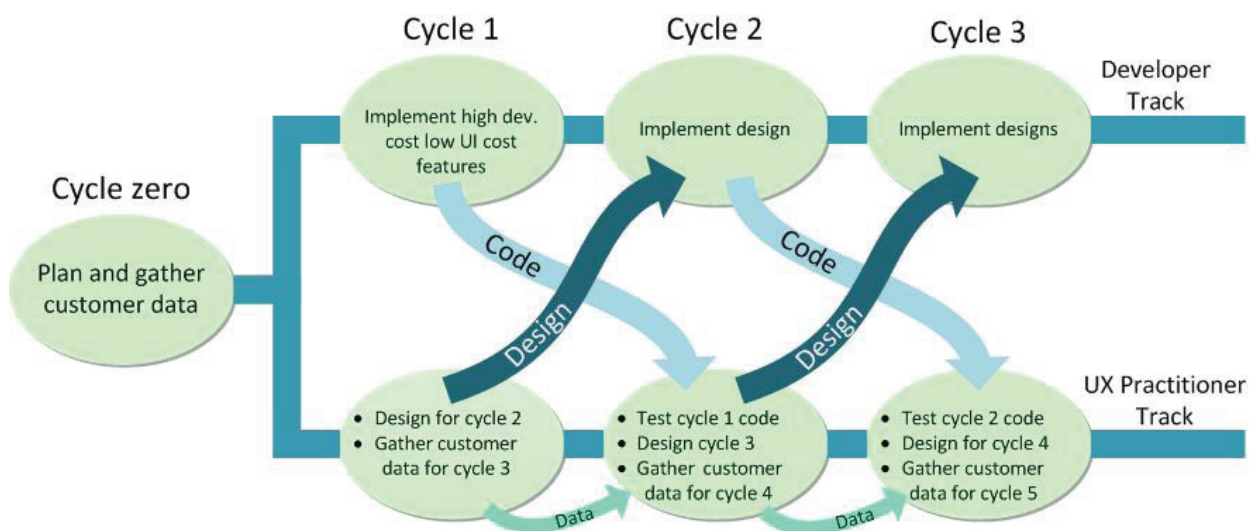 Cycle 1
Cycle 2
Cycle 3
Developer
Track
Implement high dev.
cost low UI cost
features
Implement design
Implement designs
Cycle zero
Plan and gather
customer data
Code
Design
Code
Design
UX Practitioner
Track
• Design for cycle 2
• Gather customer
data for cycle 3
• Test cycle 1 code
• Design cycle 3
• Gather customer
data for cycle 4
• Test cycle 2 code
• Design for cycle 4
• Gather customer
data for cycle 5
Data
Data